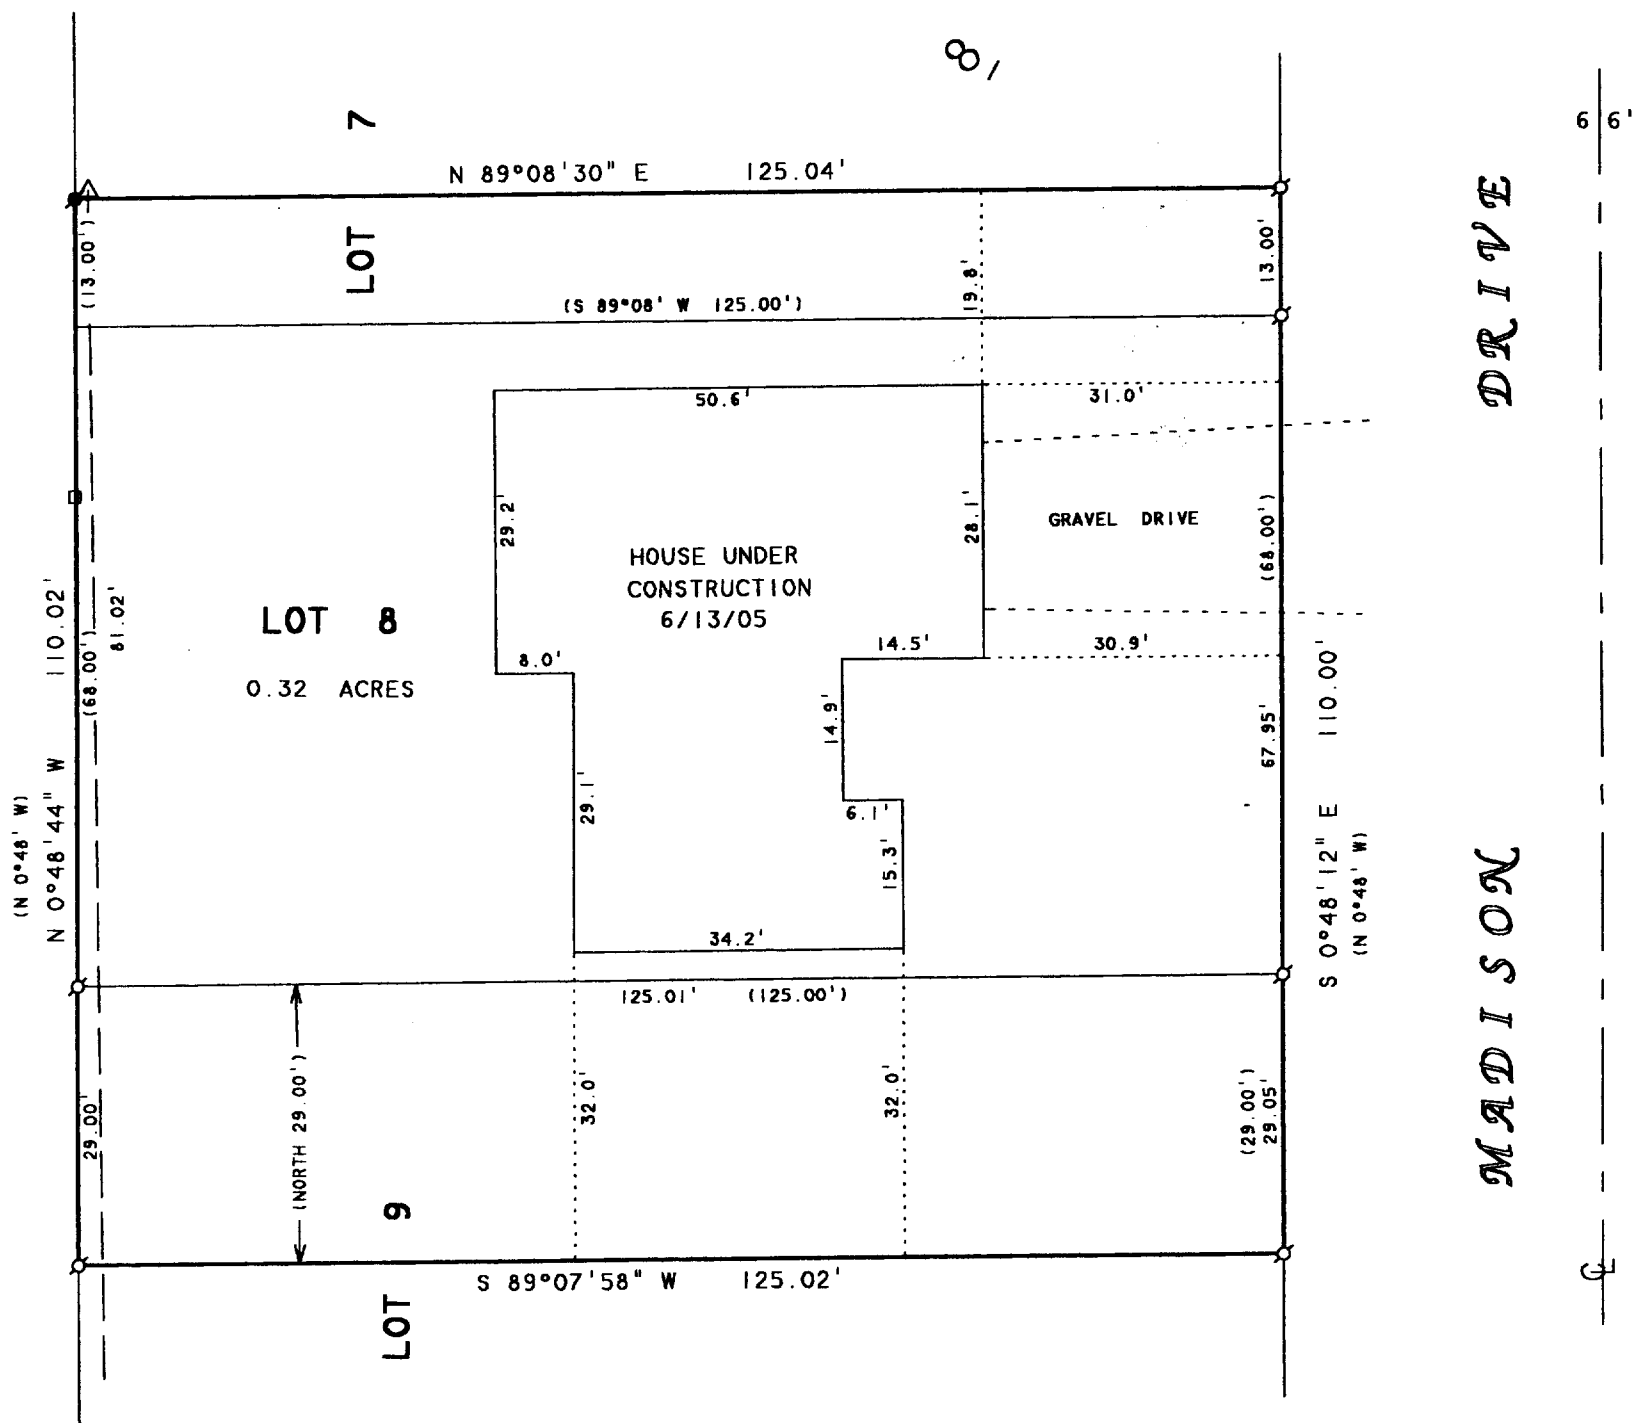 8
7
N 89°08'30" E 125.04'
LOT
(13.00')
(S 89°08' W 125.00')
19.8'
13.00'
66'
DRIVE
50.6'
31.0'
29.2'
28.1'
GRAVEL DRIVE
(68.00')
HOUSE UNDER
CONSTRUCTION
6/13/05
LOT 8
0.32 ACRES
8.0'
14.5'
30.9'
14.9'
67.95'
6.1'
29.1'
15.3'
34.2'
(N 0°48' W)
N 0°48'44" W 110.02'
(68.00')
81.02'
S 0°48'12" E 110.00'
(N 0°48' W)
MADISON
125.01' (125.00')
29.00'
(NORTH 29.00')
32.0'
32.0'
(29.00')
29.05'
LOT 9
S 89°07'58" W 125.02'